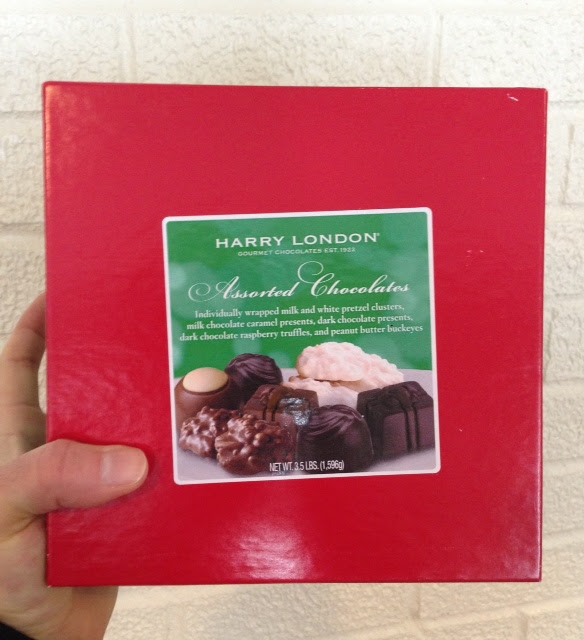 HARRY LONDON®
GOURMET CHOCOLATES EST. 1922
Assorted Chocolates
Individually wrapped milk and white pretzel clusters,
milk chocolate caramel presents, dark chocolate presents,
dark chocolate raspberry truffles, and peanut butter buckeyes
NET WT. 3.5 LBS. (1,596g)